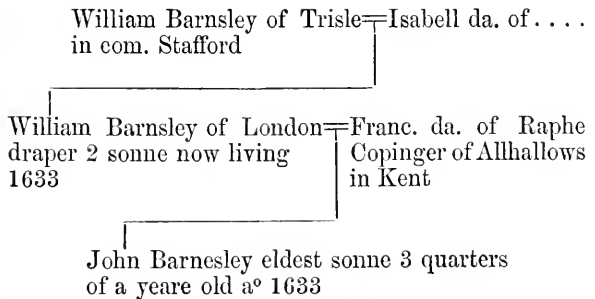 William Barnsley of Trisle=Isabell da. of . . . .
in com. Stafford
William Barnsley of London=Franc. da. of Raphe
draper 2 sonne now living Copinger of Allhallows
1633 in Kent
John Barnesley eldest sonne 3 quarters
of a yeare old aº 1633